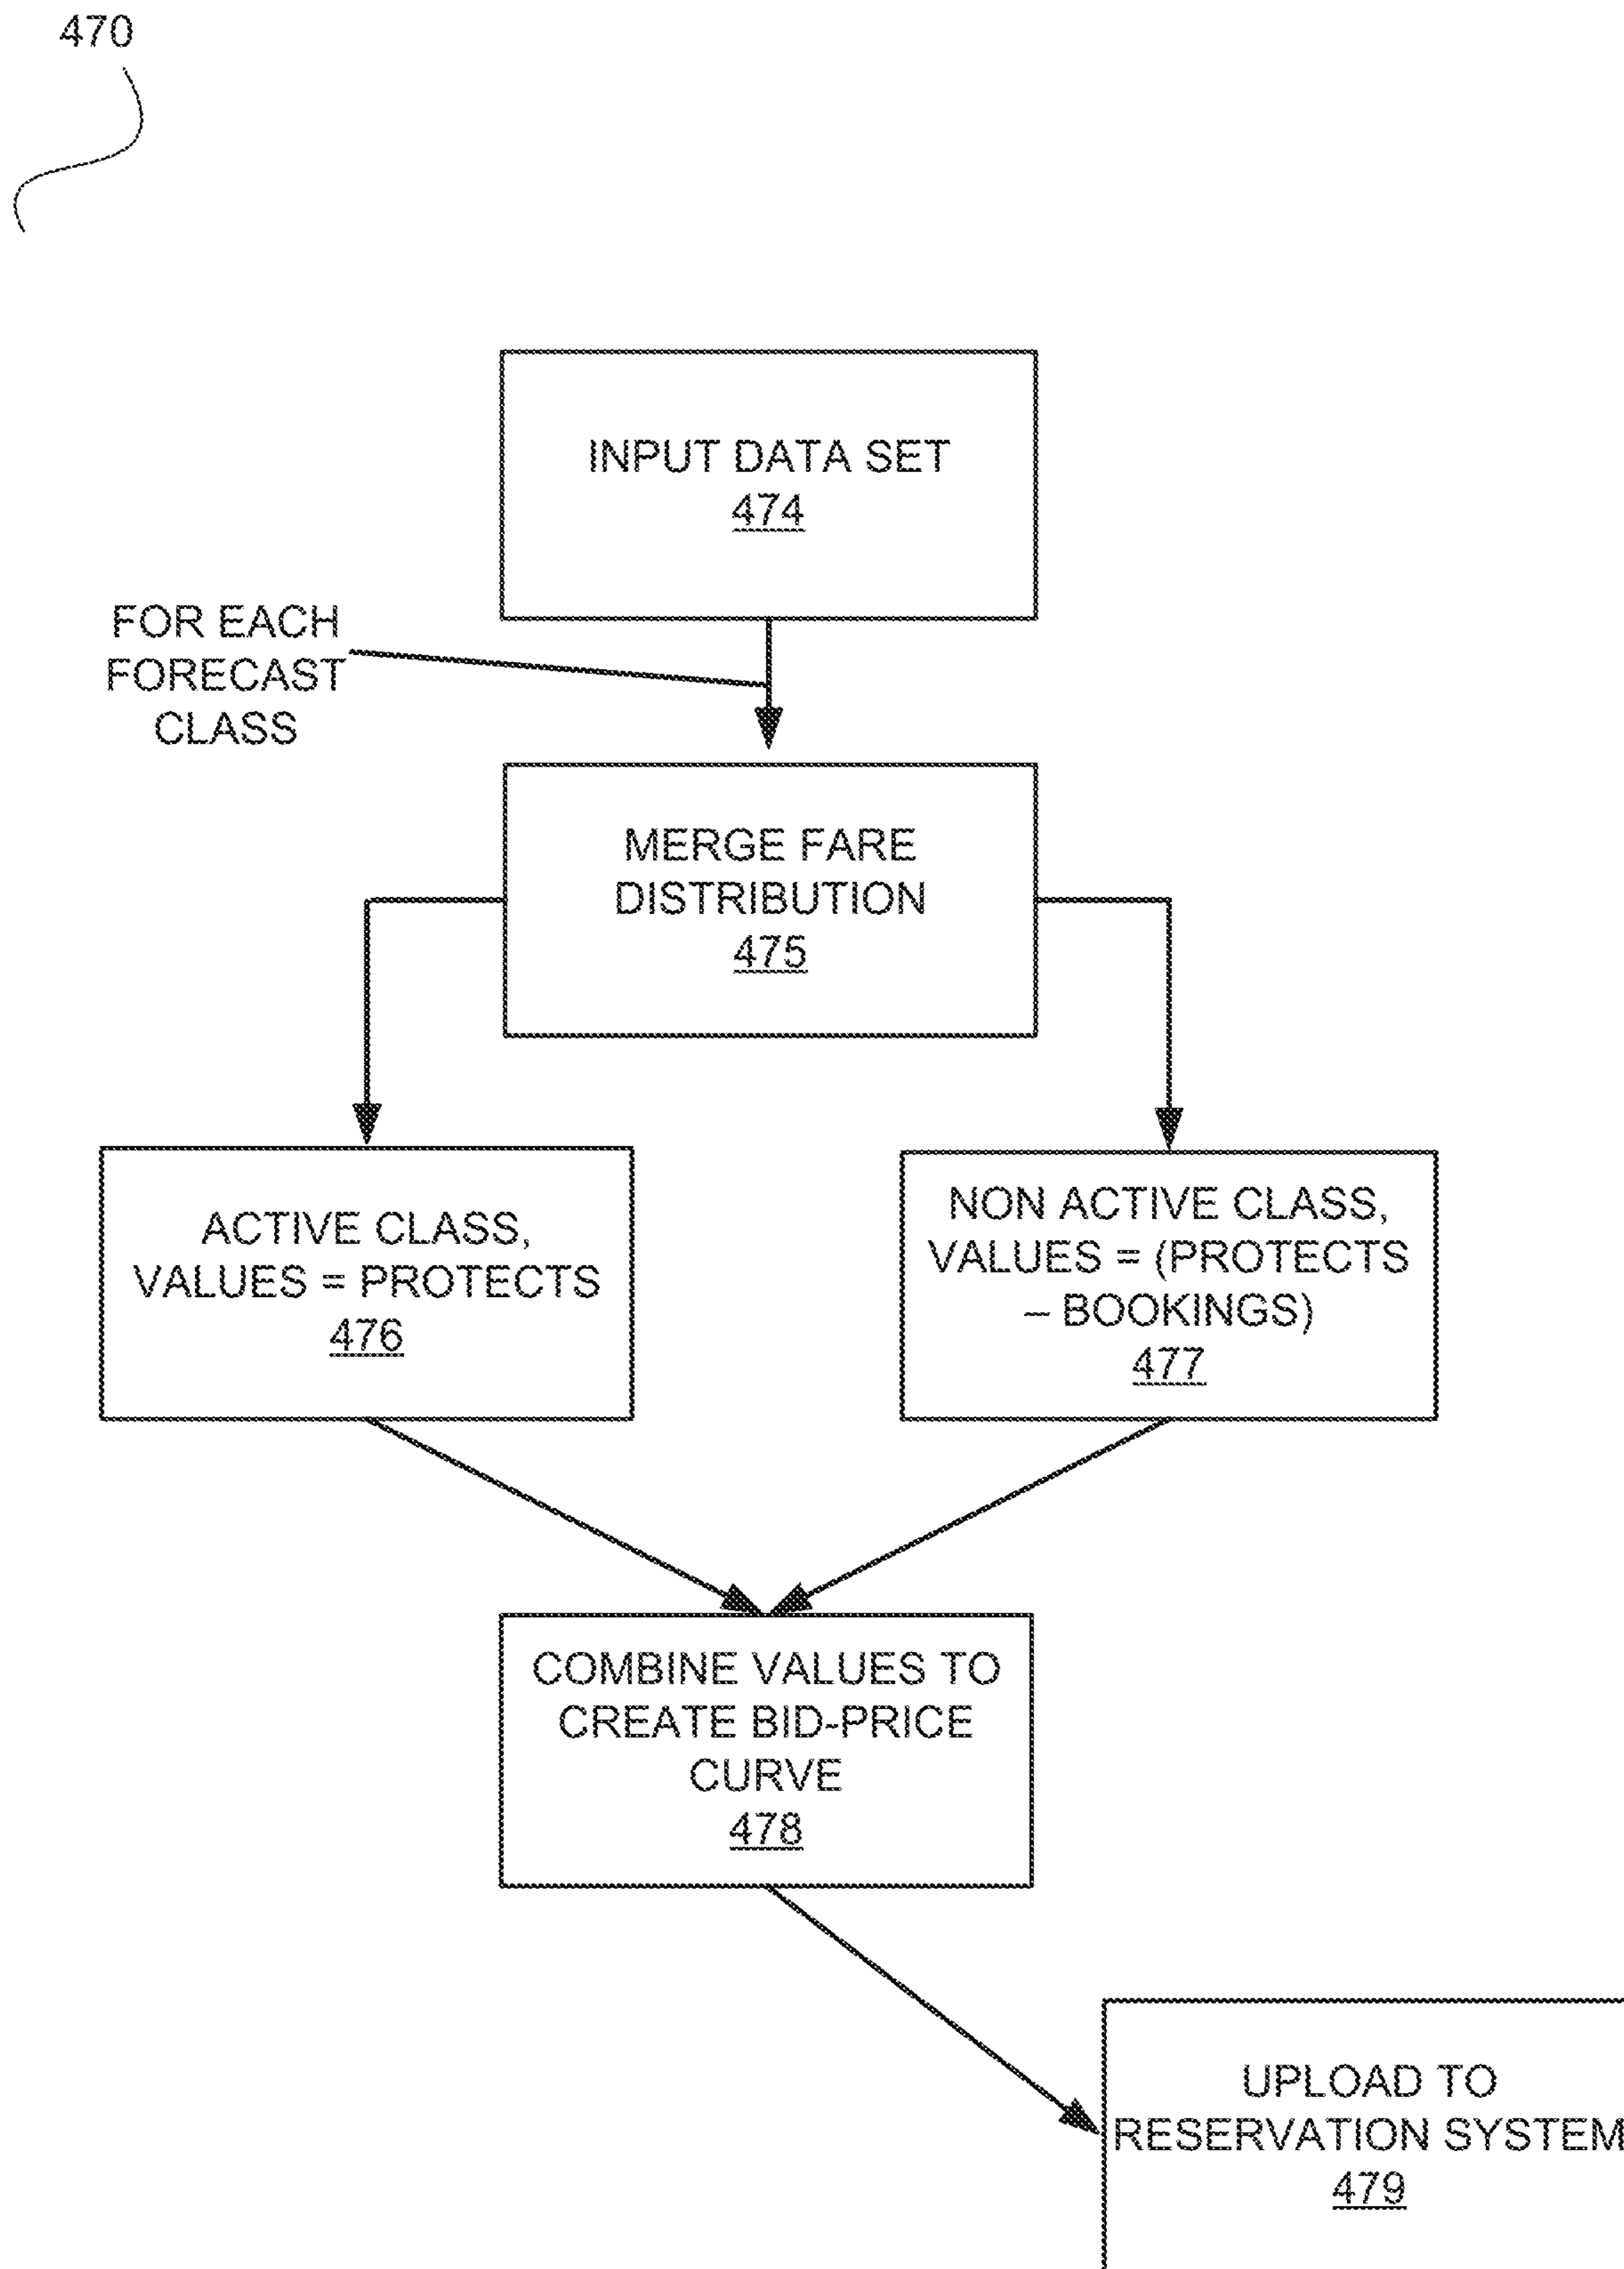 470
INPUT DATA SET
474
FOR EACH
FORECAST
CLASS
MERGE FARE
DISTRIBUTION
475
ACTIVE CLASS,
VALUES = PROTECTS
476
NON ACTIVE CLASS,
VALUES = (PROTECTS
– BOOKINGS)
477
COMBINE VALUES TO
CREATE BID-PRICE
CURVE
478
UPLOAD TO
RESERVATION SYSTEM
479